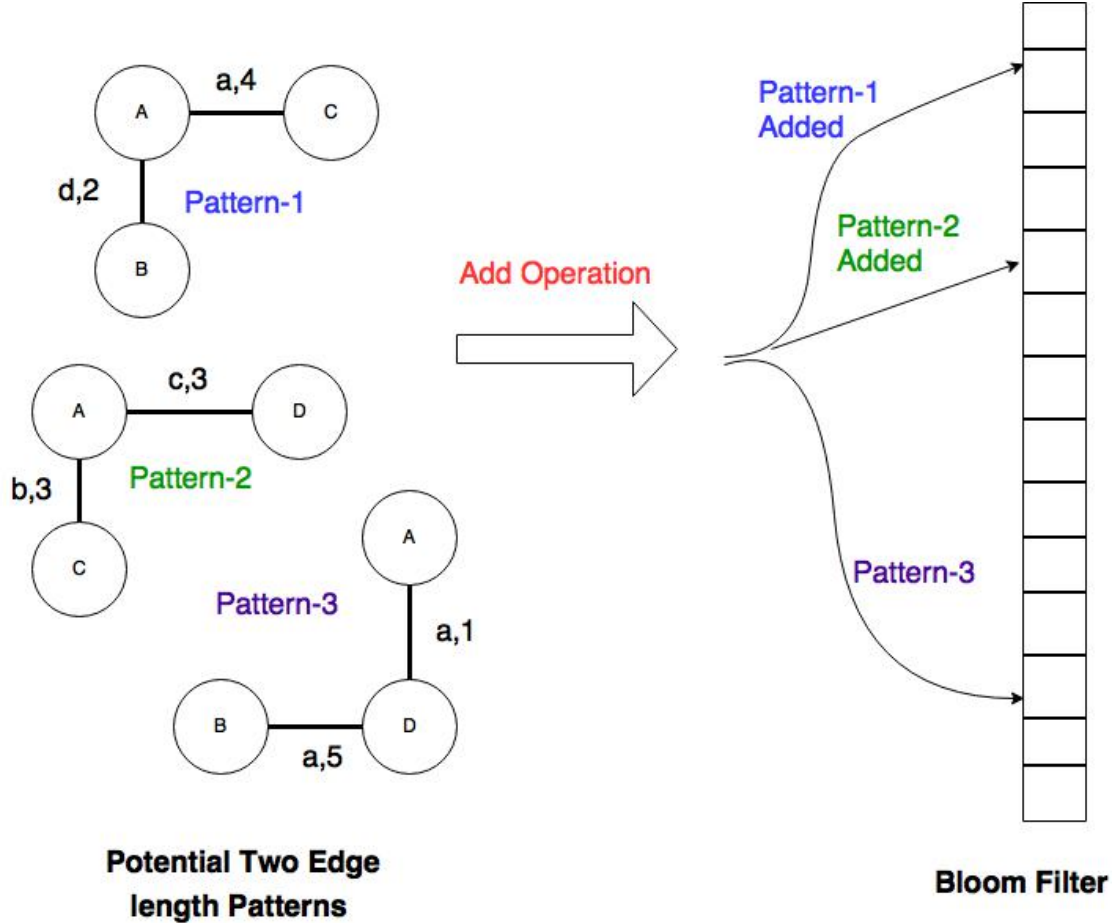 A
a,4
C
d,2
Pattern-1
B
A
c,3
D
b,3
Pattern-2
C
A
Pattern-3
a,1
B
D
a,5
Potential Two Edge
length Patterns
Add Operation
Pattern-1
Added
Pattern-2
Added
Pattern-3
Bloom Filter